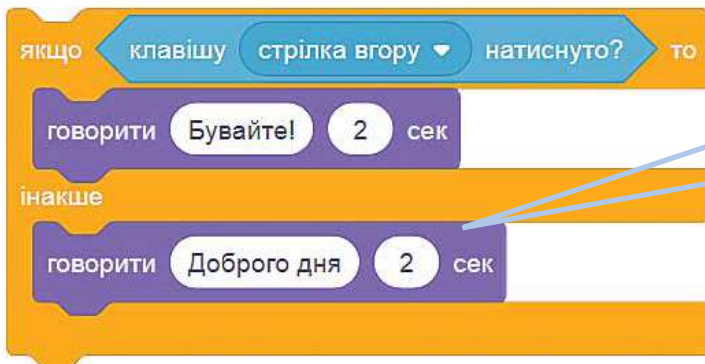 якщо клавішу стрілка вгору натиснуто? то
говорити Бувайте! 2 сек
інакше
говорити Доброго дня 2 сек